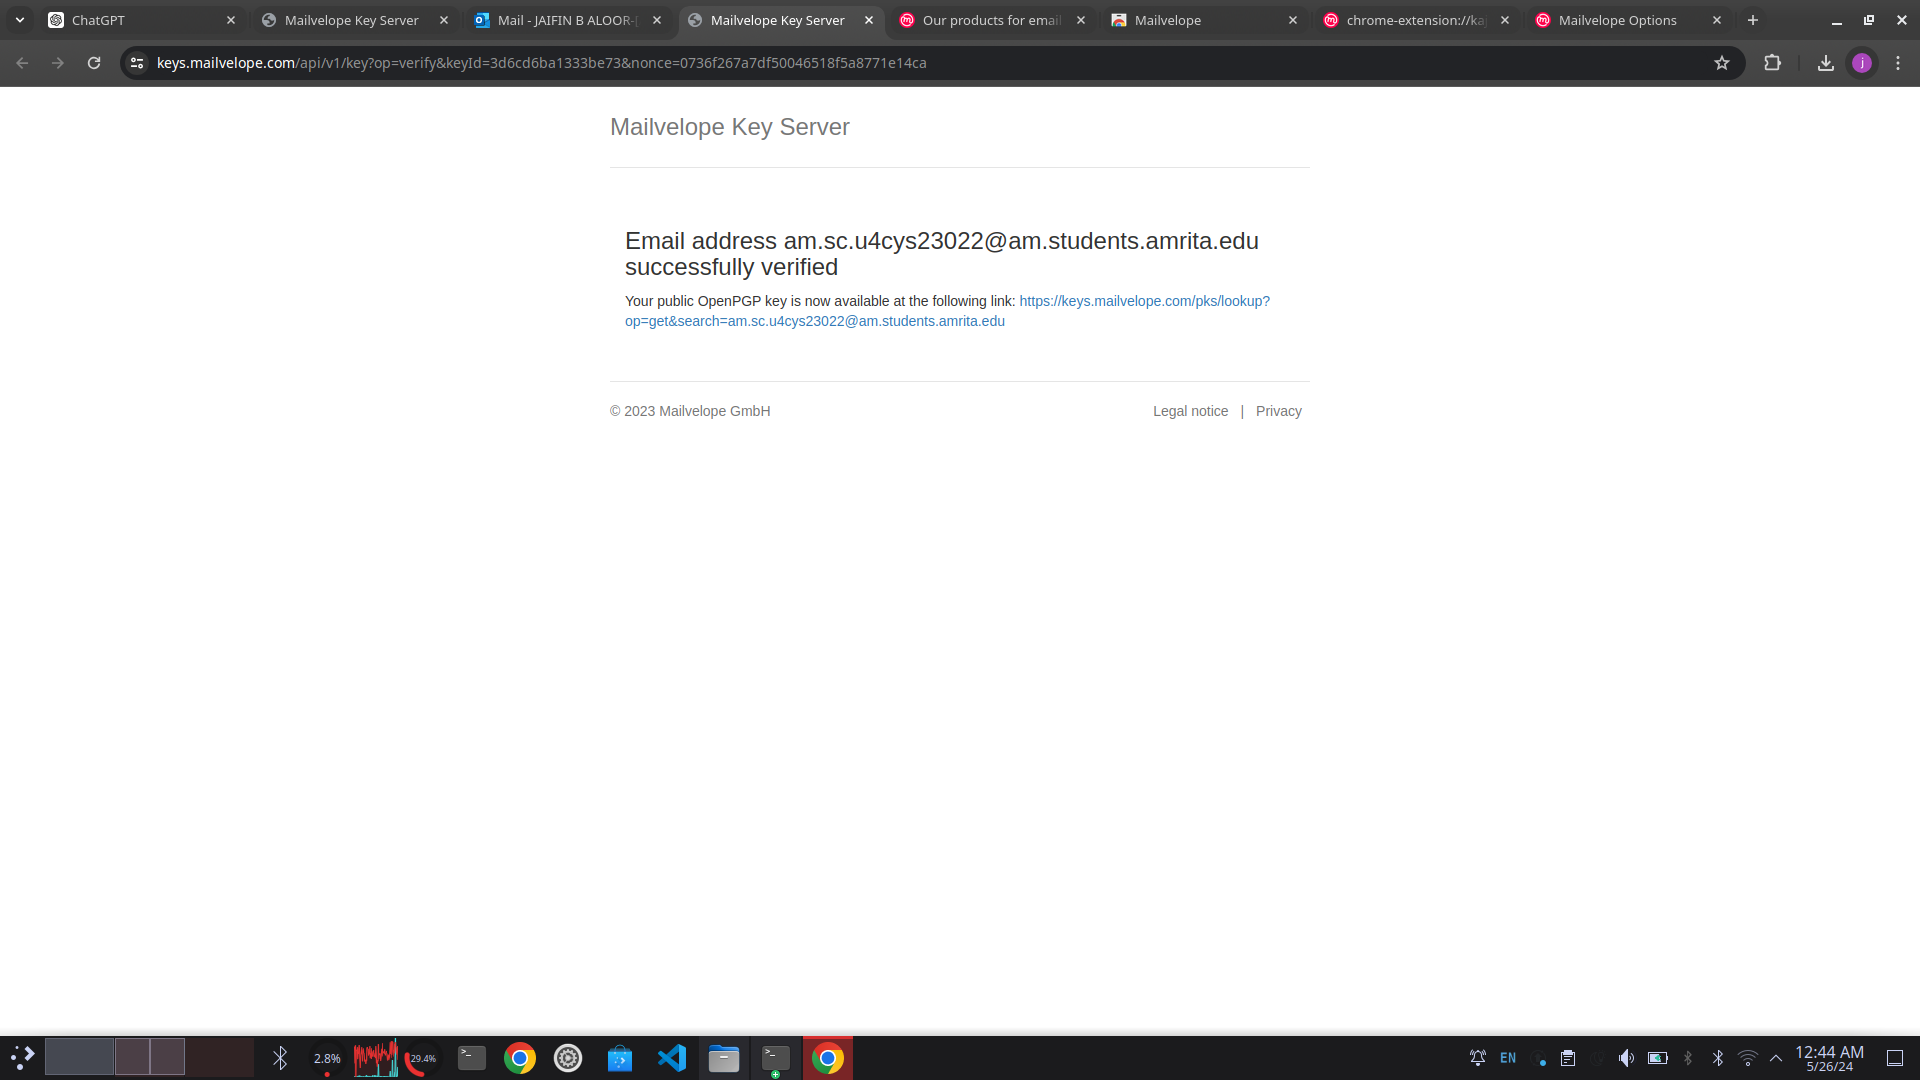 ChatGPT
Mailvelope Key Server
Mail - JAIFIN B ALOOR-[
Mailvelope Key Server
Our products for email
Mailvelope
chrome-extension://kaj
Mailvelope Options
keys.mailvelope.com/api/v1/key?op=verify&keyId=3d6cd6ba1333be73&nonce=0736f267a7df50046518f5a8771e14ca
j
Mailvelope Key Server
Email address am.sc.u4cys23022@am.students.amrita.edu
successfully verified
Your public OpenPGP key is now available at the following link: https://keys.mailvelope.com/pks/lookup?
op=get&search=am.sc.u4cys23022@am.students.amrita.edu
© 2023 Mailvelope GmbH
Legal notice | Privacy
2.8%
29.4%
EN
12:44 AM
5/26/24